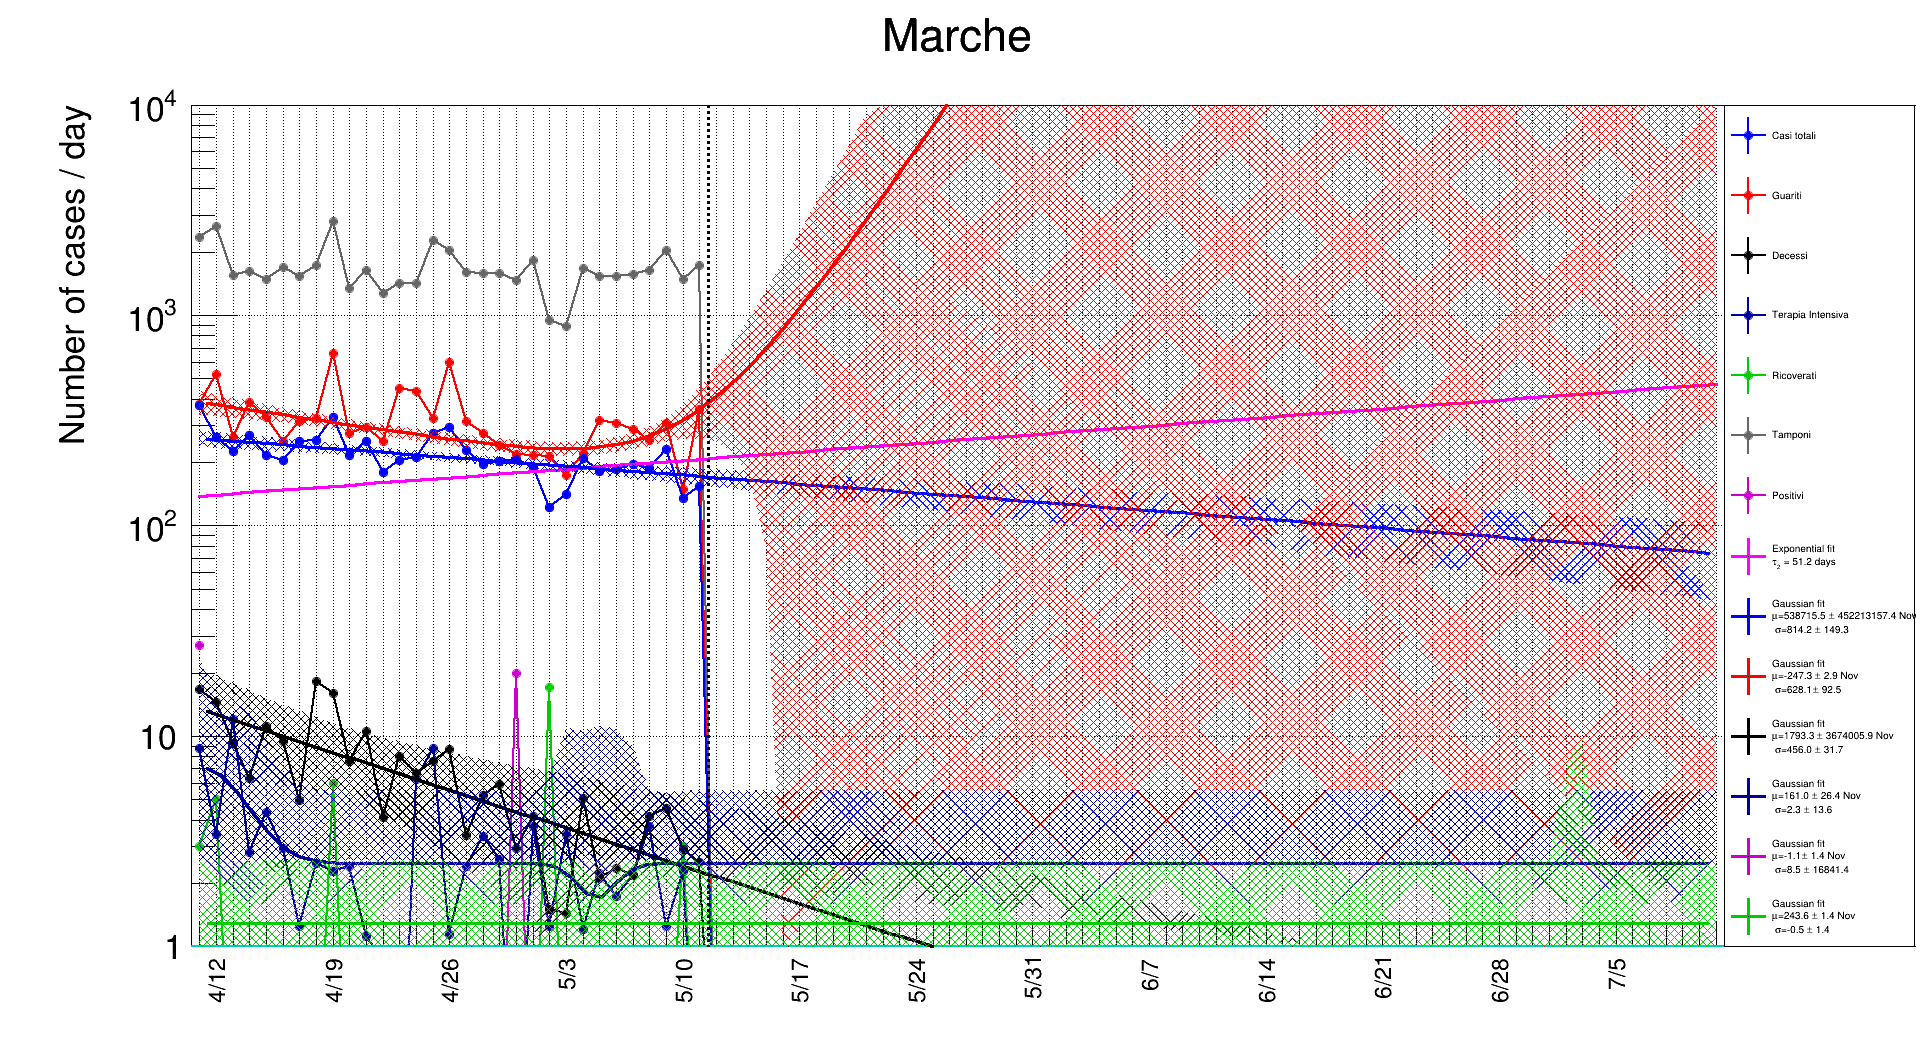 Marche
Number of cases / day
10^4
10^3
10^2
10
1
4/12
4/19
4/26
5/3
5/10
5/17
5/24
5/31
6/7
6/14
6/21
6/28
7/5
Casi totali
Guariti
Decessi
Terapia Intensiva
Ricoverati
Tamponi
Positivi
Exponential fit
τ_2 = 51.2 days
Gaussian fit
μ=538715.5 ± 452213157.4 Nov
σ=814.2 ± 149.3
Gaussian fit
μ=-247.3 ± 2.9 Nov
σ=628.1 ± 92.5
Gaussian fit
μ=1793.3 ± 3674005.9 Nov
σ=456.0 ± 31.7
Gaussian fit
μ=161.0 ± 26.4 Nov
σ=2.3 ± 13.6
Gaussian fit
μ=-1.1 ± 1.4 Nov
σ=8.5 ± 16841.4
Gaussian fit
μ=243.6 ± 1.4 Nov
σ=-0.5 ± 1.4